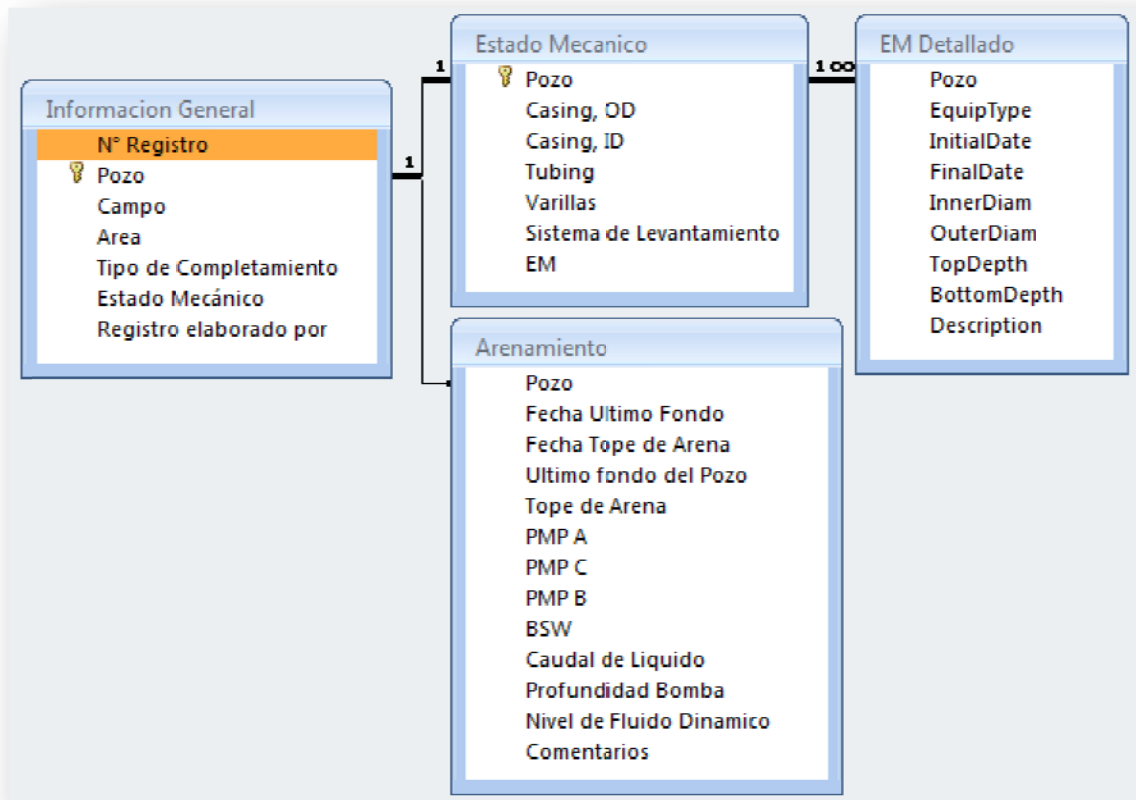 Informacion General
N° Registro
Pozo
Campo
Area
Tipo de Completamiento
Estado Mecánico
Registro elaborado por
1
1
Estado Mecanico
Pozo
Casing, OD
Casing, ID
Tubing
Varillas
Sistema de Levantamiento
EM
1 ∞
EM Detallado
Pozo
EquipType
InitialDate
FinalDate
InnerDiam
OuterDiam
TopDepth
BottomDepth
Description
Arenamiento
Pozo
Fecha Ultimo Fondo
Fecha Tope de Arena
Ultimo fondo del Pozo
Tope de Arena
PMP A
PMP C
PMP B
BSW
Caudal de Liquido
Profundidad Bomba
Nivel de Fluido Dinamico
Comentarios